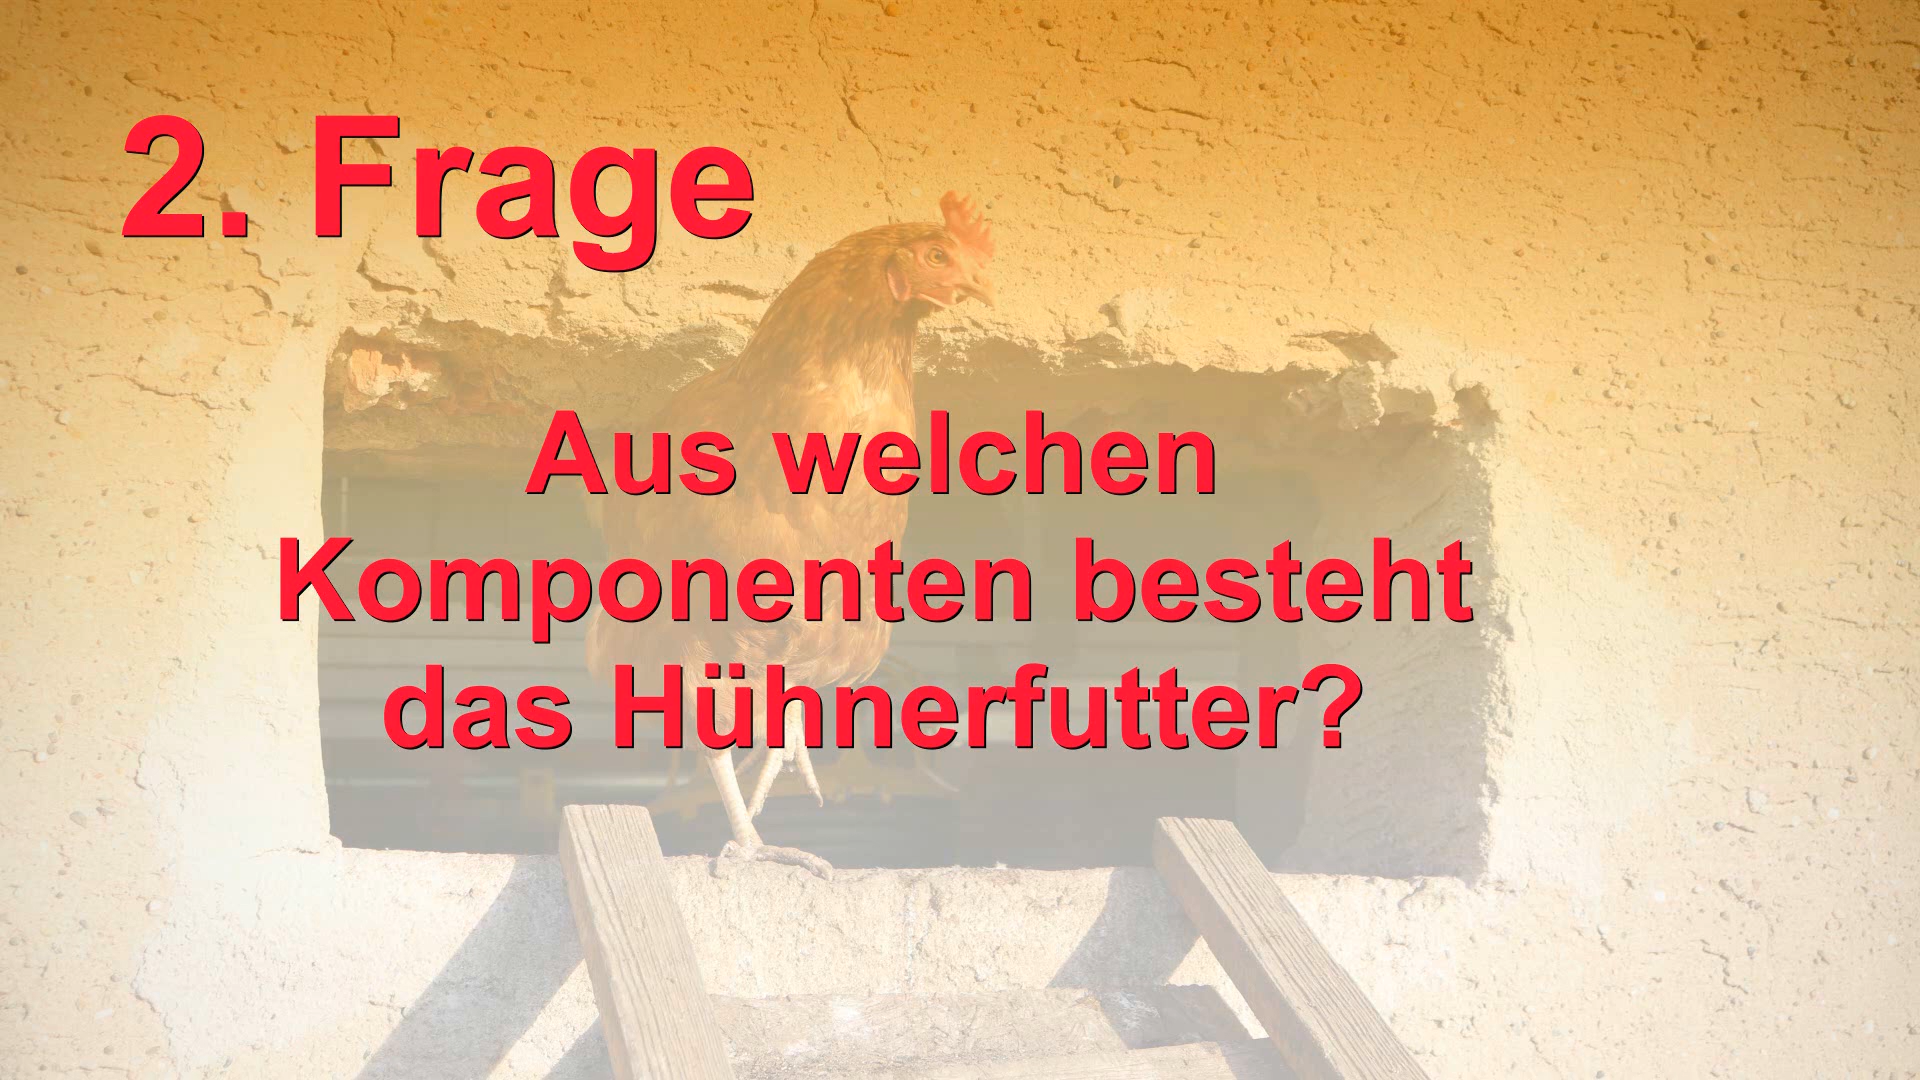 2. Frage
Aus welchen
Komponenten besteht
das Hühnerfutter?